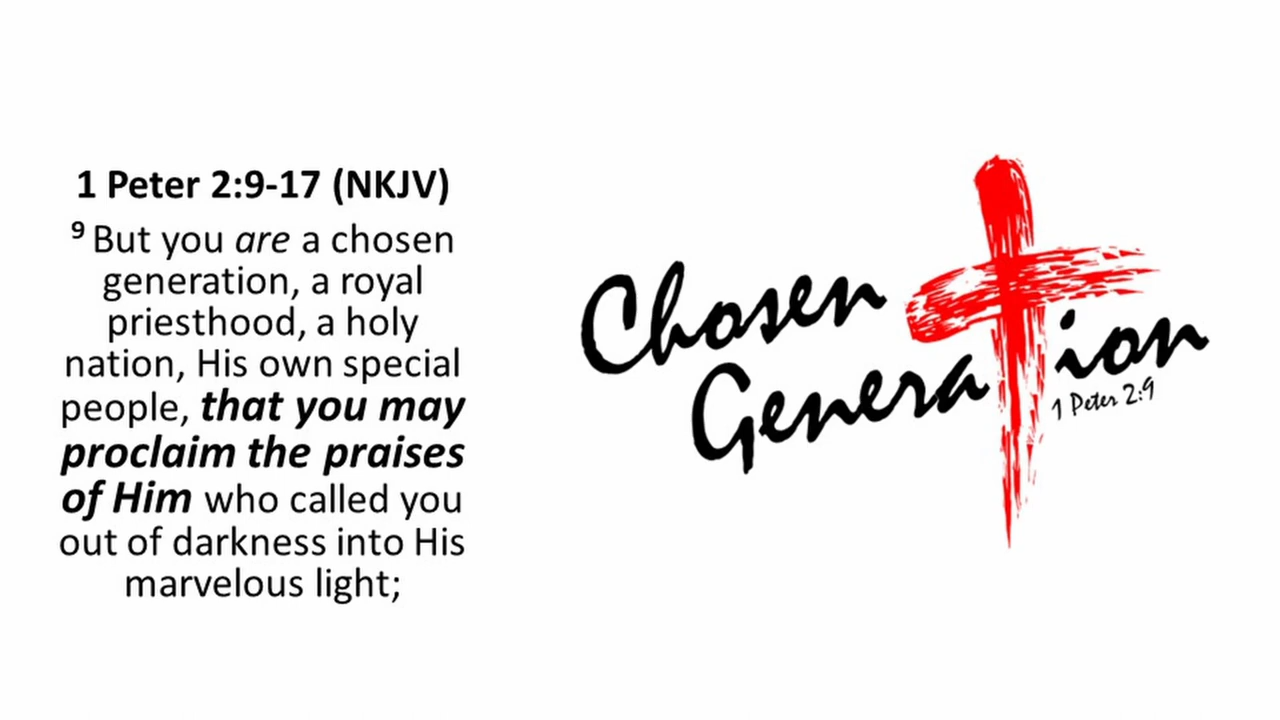 1 Peter 2:9-17 (NKJV)
9 But you are a chosen
generation, a royal
priesthood, a holy
nation, His own special
people, that you may
proclaim the praises
of Him who called you
out of darkness into His
marvelous light;
Chosen
Generation
1 Peter 2:9